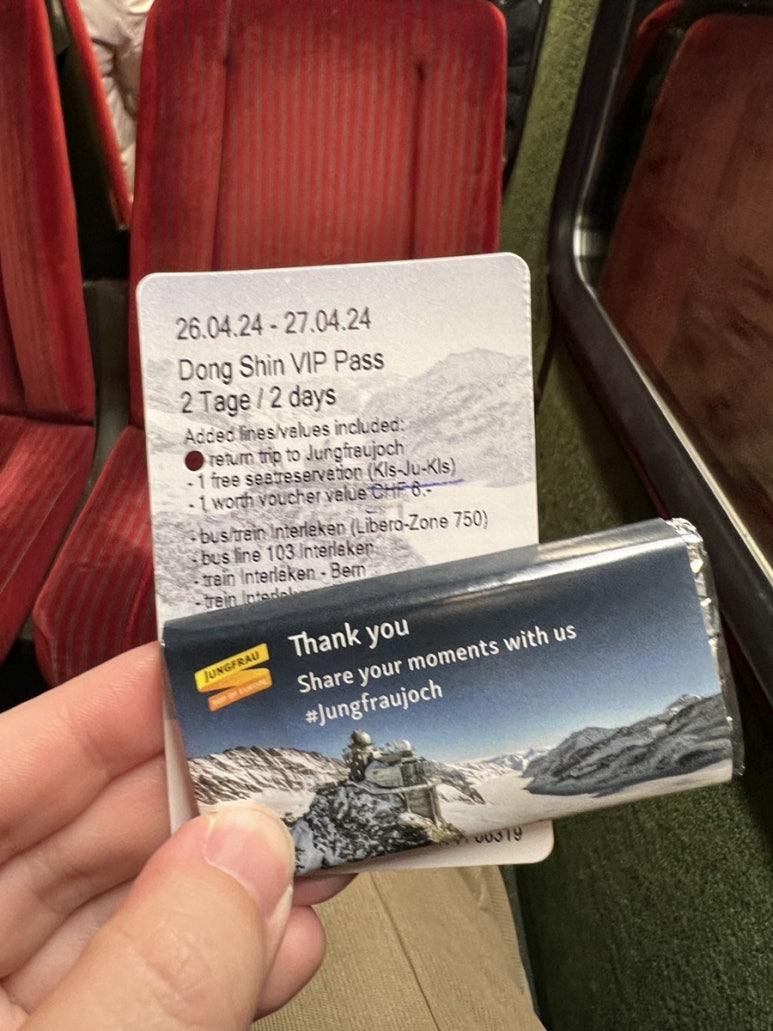 26.04.24 - 27.04.24
Dong Shin VIP Pass
2 Tage / 2 days
Added lines/values included:
return trip to Jungfraujoch
- 1 free seatreservation (Kls-Ju-Kls)
- 1 worth voucher value CHF 6.-
- bus/train Interlaken (Libero-Zone 750)
- bus line 103 Interlaken
- train Interlaken - Bern
- train
JUNGFRAU
TOP OF EUROPE
Thank you
Share your moments with us
#Jungfraujoch
00319